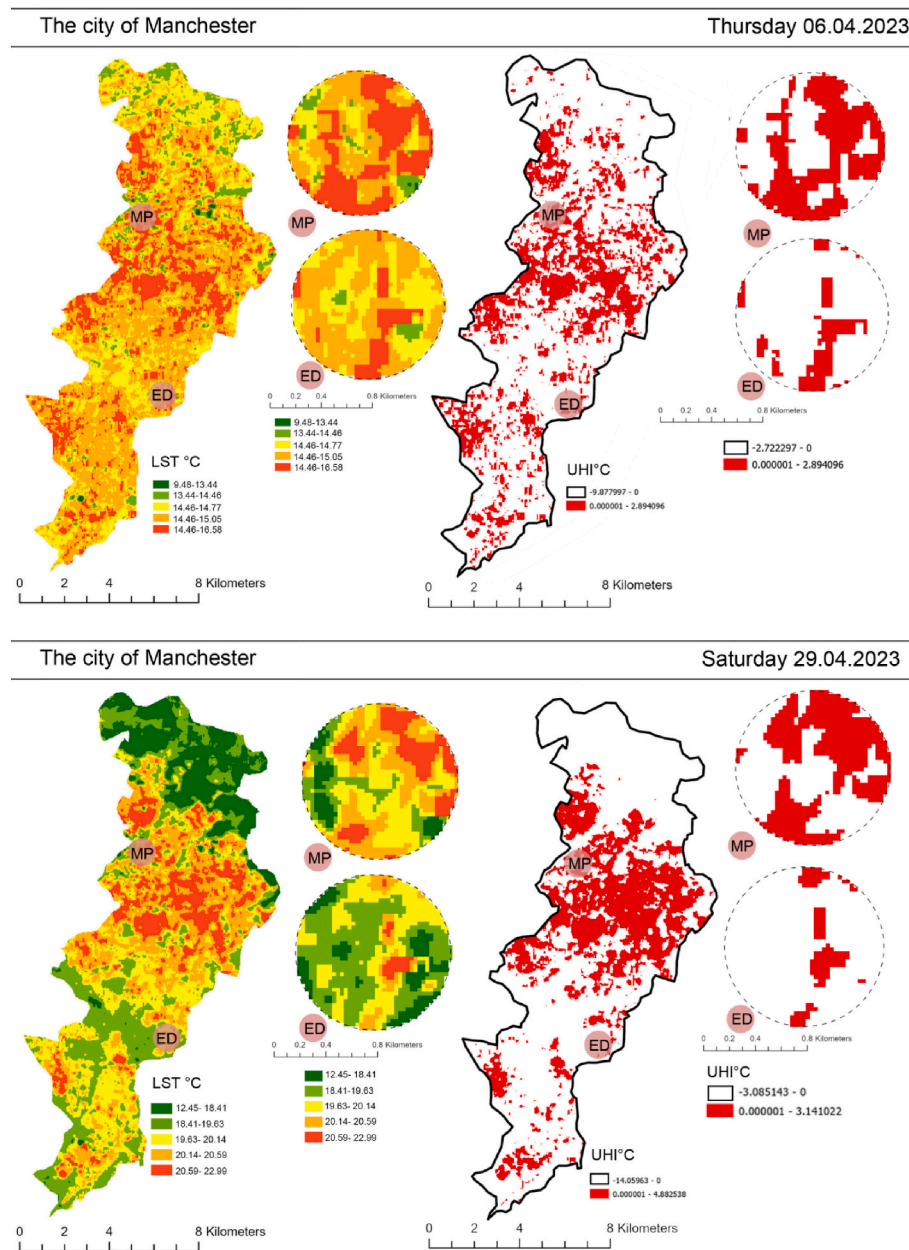 The city of Manchester
Thursday 06.04.2023
MP
MP
MP
MP
ED
ED
ED
ED
0 0.2 0.4 0.8 Kilometers
0 0.2 0.4 0.8 Kilometers
9.48-13.44
13.44-14.46
14.46-14.77
14.46-15.05
14.46-16.58
-2.722297 - 0
0.000001 - 2.894096
LST °C
9.48-13.44
13.44-14.46
14.46-14.77
14.46-15.05
14.46-16.58
UHI°C
-9.877997 - 0
0.000001 - 2.894096
0 2 4 8 Kilometers
0 2 4 8 Kilometers
The city of Manchester
Saturday 29.04.2023
MP
MP
MP
MP
ED
ED
ED
ED
0 0.2 0.4 0.8 Kilometers
0 0.2 0.4 0.8 Kilometers
LST °C
12.45- 18.41
18.41-19.63
19.63- 20.14
20.14- 20.59
20.59- 22.99
12.45- 18.41
18.41-19.63
19.63- 20.14
20.14- 20.59
20.59- 22.99
UHI°C
-3.085143 - 0
0.000001 - 3.141022
UHI°C
-14.05963 - 0
0.000001 - 4.882538
0 2 4 8 Kilometers
0 2 4 8 Kilometers